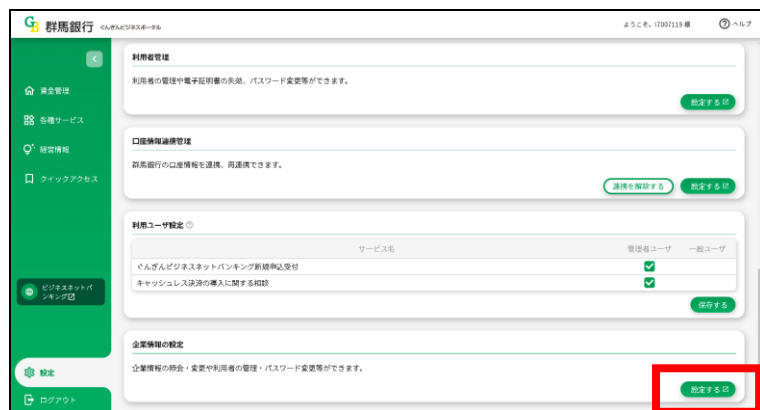 GB 群馬銀行 ぐんぎんビジネスポータル
ようこそ、I7007119 様
ヘルプ
資金管理
各種サービス
経営情報
クイックアクセス
ビジネスネットバンキング
設定
ログアウト
利用者管理
利用者の管理や電子証明書の失効、パスワード変更等ができます。
設定する
口座情報連携管理
群馬銀行の口座情報を連携、再連携できます。
連携を解除する 設定する
利用ユーザ設定
サービス名 管理者ユーザ 一般ユーザ
ぐんぎんビジネスネットバンキング新規申込受付
キャッシュレス決済の導入に関する相談
保存する
企業情報の設定
企業情報の照会・変更や利用者の管理・パスワード変更等ができます。
設定する